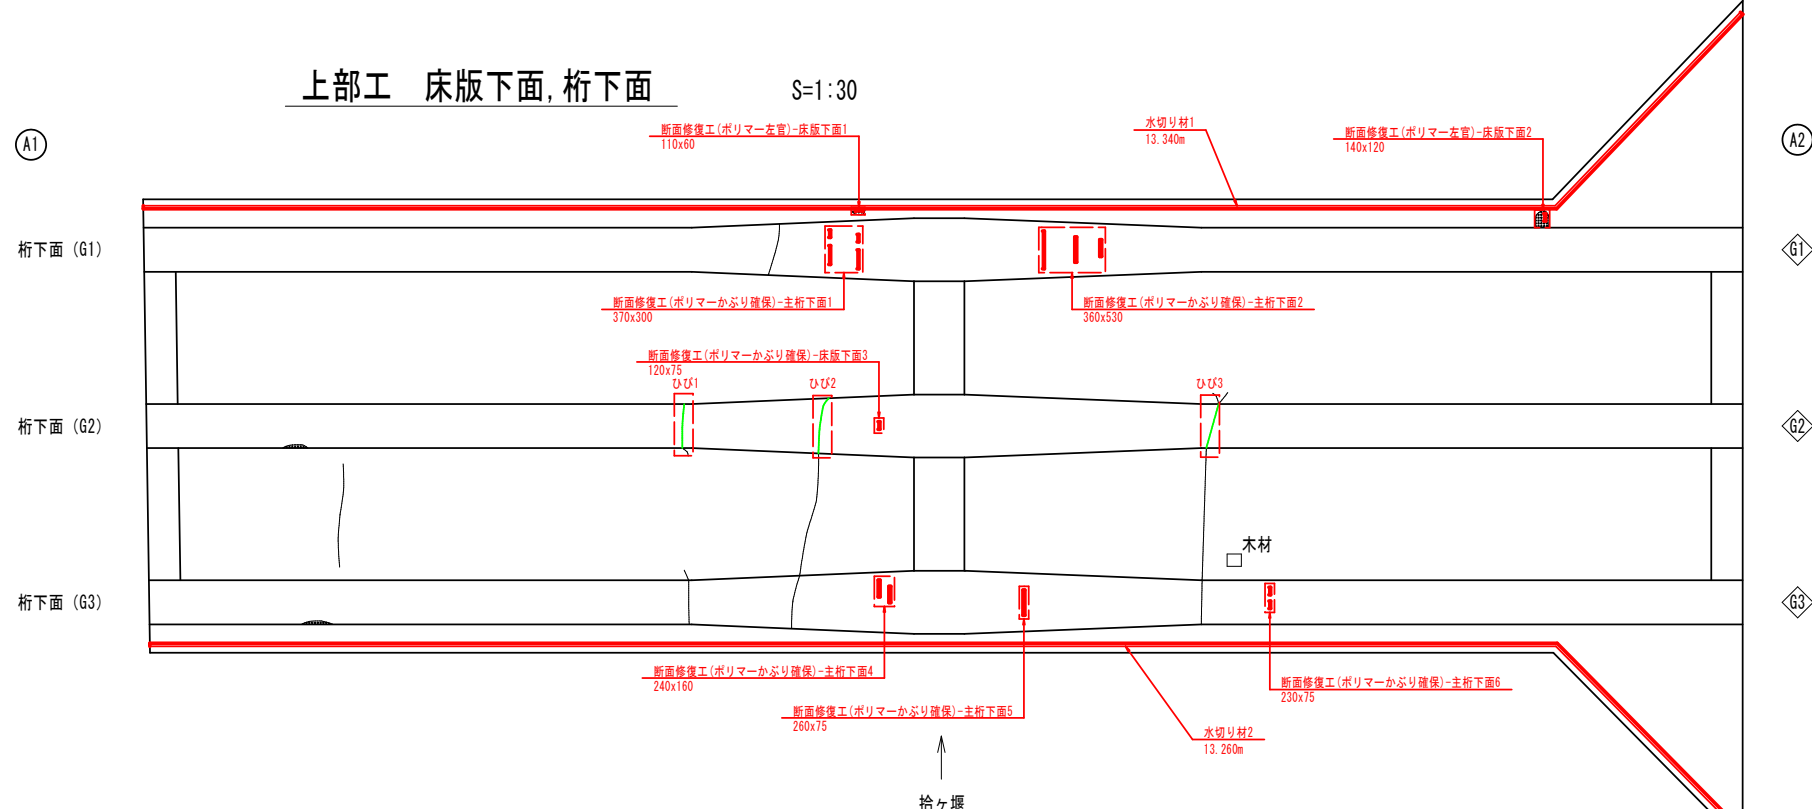 上部工　床版下面,桁下面
S=1:30
A1
断面修復工(ポリマー左官)-床版下面1
110x60
水切り材1
13.340m
断面修復工(ポリマー左官)-床版下面2
140x120
A2
桁下面 (G1)
G1
断面修復工(ポリマーかぶり確保)-主桁下面1
370x300
断面修復工(ポリマーかぶり確保)-主桁下面2
360x530
断面修復工(ポリマーかぶり確保)-床版下面3
120x75
ひび1
ひび2
ひび3
桁下面 (G2)
G2
木材
桁下面 (G3)
G3
断面修復工(ポリマーかぶり確保)-主桁下面4
240x160
断面修復工(ポリマーかぶり確保)-主桁下面5
260x75
断面修復工(ポリマーかぶり確保)-主桁下面6
230x75
水切り材2
13.260m
拾ヶ堰